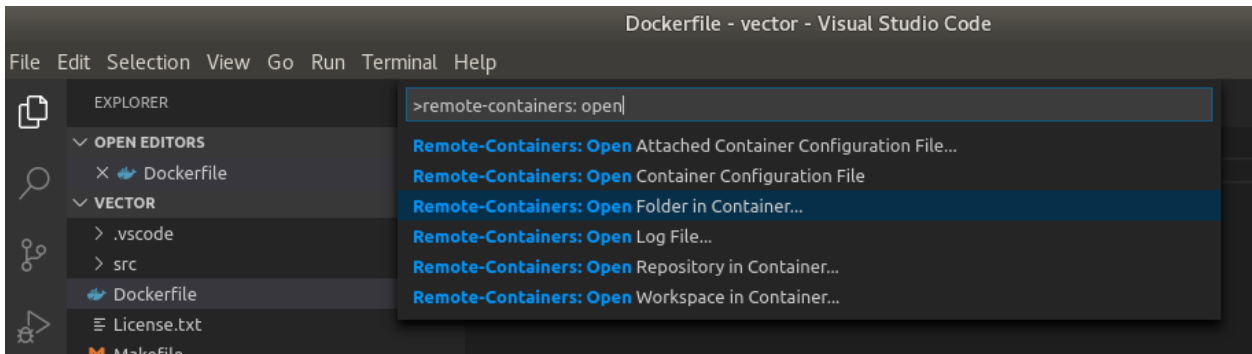 Dockerfile - vector - Visual Studio Code
File Edit Selection View Go Run Terminal Help
EXPLORER
>remote-containers: open
OPEN EDITORS
Dockerfile
VECTOR
.vscode
src
Dockerfile
License.txt
Makefile
Remote-Containers: Open Attached Container Configuration File...
Remote-Containers: Open Container Configuration File
Remote-Containers: Open Folder in Container...
Remote-Containers: Open Log File...
Remote-Containers: Open Repository in Container...
Remote-Containers: Open Workspace in Container...